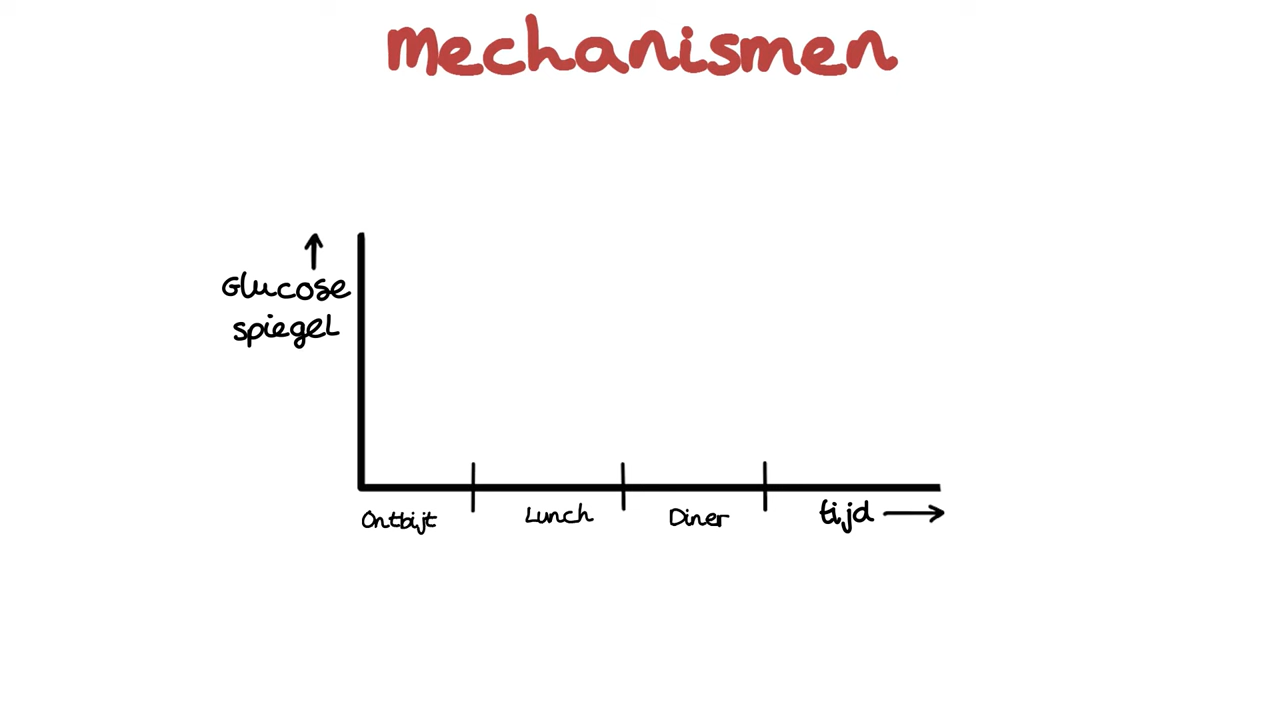 mechanismen
Glucose
spiegel
Ontbijt
Lunch
Diner
tijd